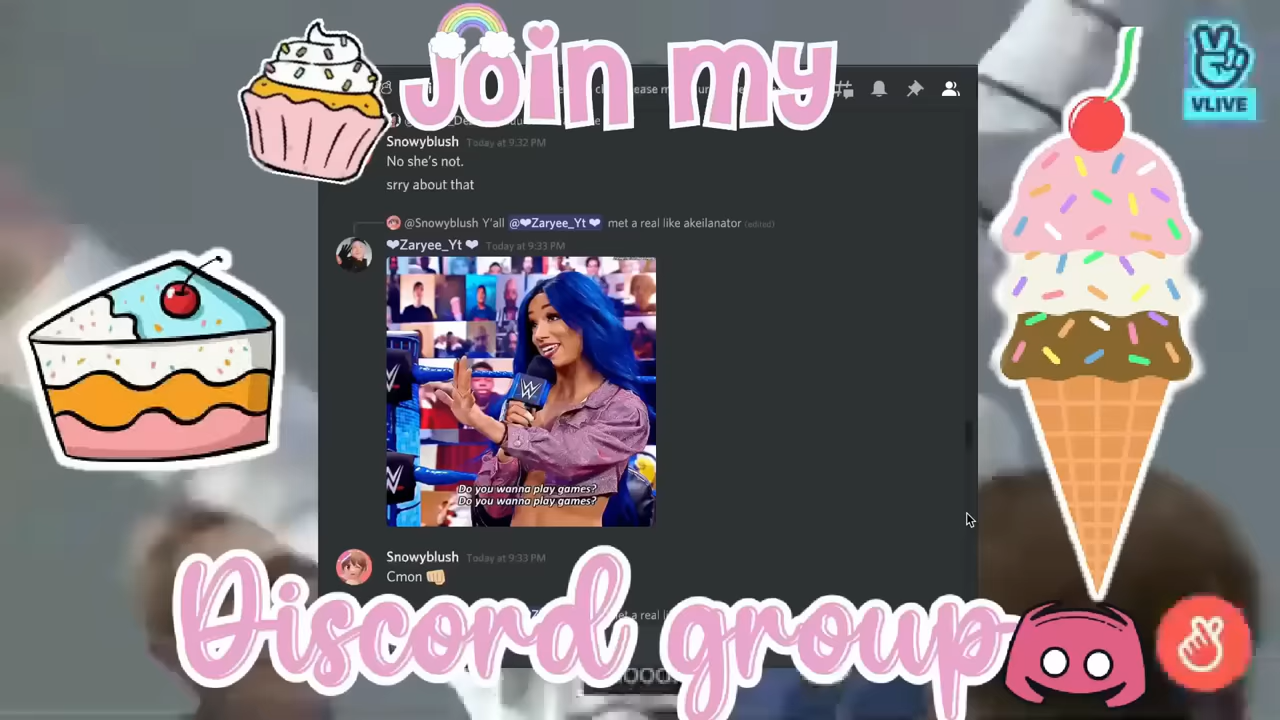 Join my
VLIVE
Snowyblush Today at 9:32 PM
No she's not.
srry about that
@Snowyblush Y'all @❤Zaryee_Yt ❤ met a real like akeilanator (edited)
❤Zaryee_Yt ❤ Today at 9:33 PM
Do you wanna play games?
Do you wanna play games?
Snowyblush Today at 9:33 PM
Cmon 👊
Discord group